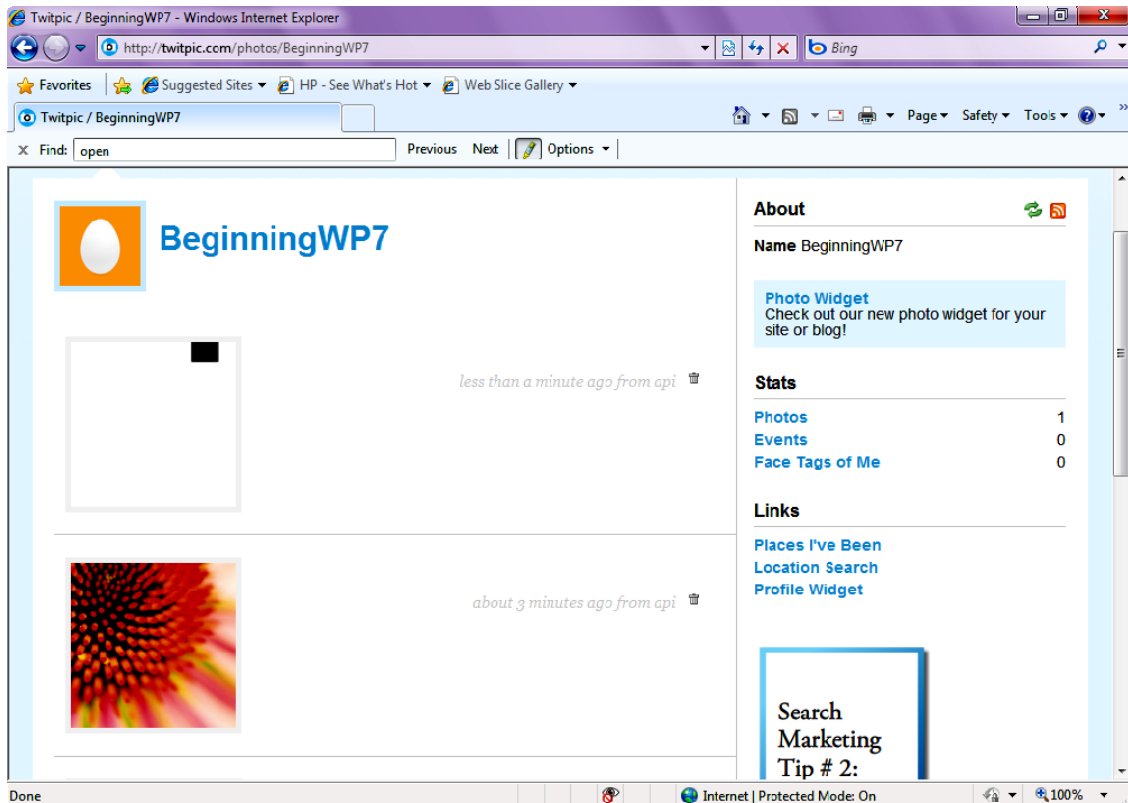 Twitpic / BeginningWP7 - Windows Internet Explorer
http://twitpic.com/photos/BeginningWP7
Bing
Favorites
Suggested Sites
HP - See What's Hot
Web Slice Gallery
Twitpic / BeginningWP7
Page
Safety
Tools
x Find: open
Previous Next Options
BeginningWP7
less than a minute ago from api
about 3 minutes ago from api
About
Name BeginningWP7
Photo Widget
Check out our new photo widget for your
site or blog!
Stats
Photos 1
Events 0
Face Tags of Me 0
Links
Places I've Been
Location Search
Profile Widget
Search
Marketing
Tip # 2:
Done
Internet | Protected Mode: On
100%